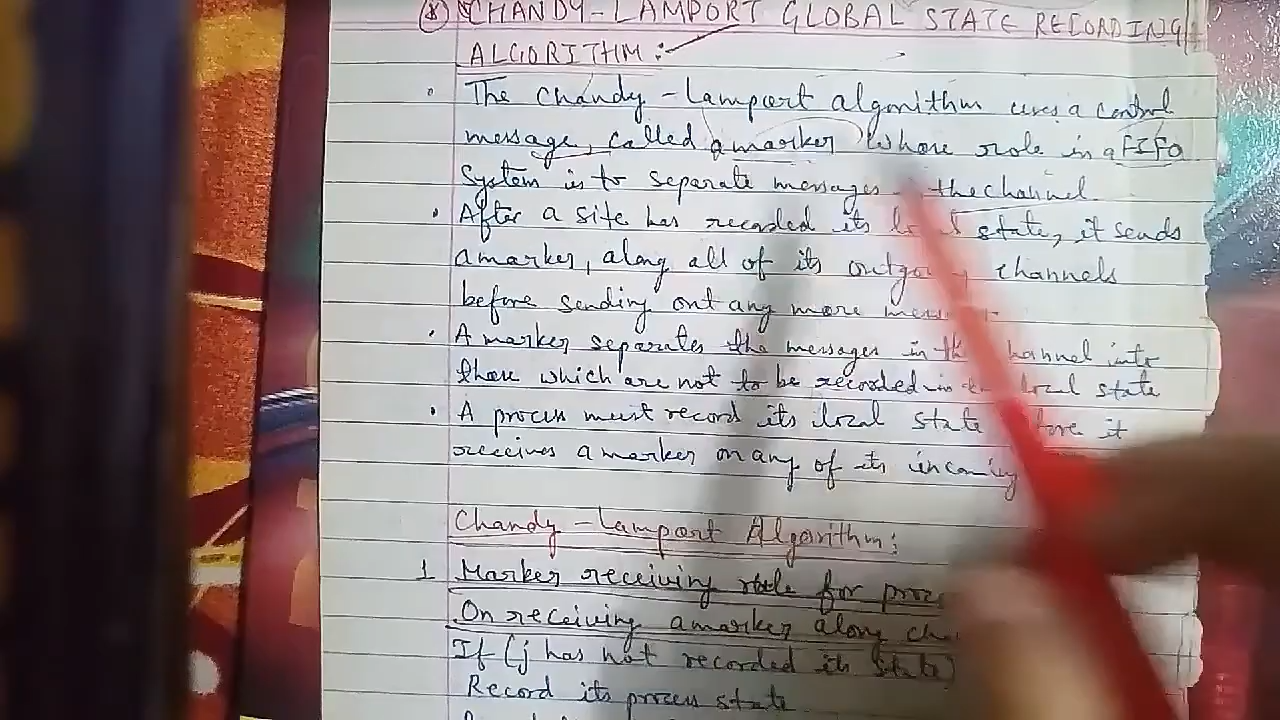 CHANDY-LAMPORT GLOBAL STATE RECORDING
ALGORITHM:
The Chandy-Lamport algorithm uses a control
message, called a marker whose role in a FIFO
System is to separate messages the channel.
After a site has recorded its state, it sends
a marker, along all of its channels
before sending out any more
A marker separates the messages in the channel into
those which are not to be recorded in local state
A process must record its local state it
receives a marker on any of its incoming
Chandy-Lamport Algorithm:
1 Marker receiving rule for
On receiving a marker along
If (j has not recorded its state)
Record its process state